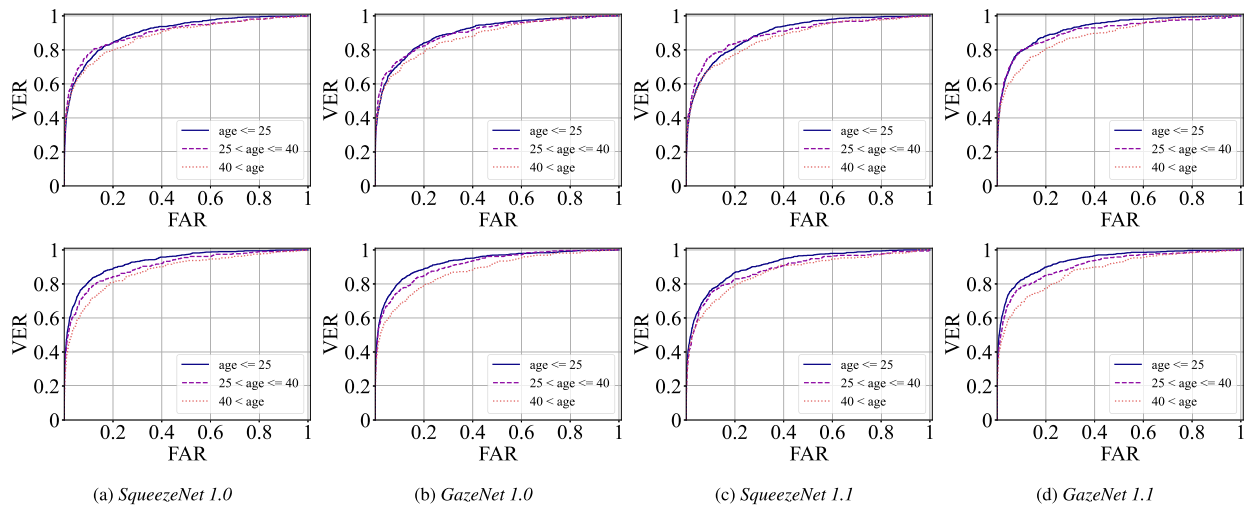 1
0.8
0.6
0.4
0.2
0
VER
0.2 0.4 0.6 0.8 1
FAR
age <= 25
25 < age <= 40
40 < age
1
0.8
0.6
0.4
0.2
0
VER
0.2 0.4 0.6 0.8 1
FAR
age <= 25
25 < age <= 40
40 < age
1
0.8
0.6
0.4
0.2
0
VER
0.2 0.4 0.6 0.8 1
FAR
age <= 25
25 < age <= 40
40 < age
1
0.8
0.6
0.4
0.2
0
VER
0.2 0.4 0.6 0.8 1
FAR
age <= 25
25 < age <= 40
40 < age
1
0.8
0.6
0.4
0.2
0
VER
0.2 0.4 0.6 0.8 1
FAR
age <= 25
25 < age <= 40
40 < age
1
0.8
0.6
0.4
0.2
0
VER
0.2 0.4 0.6 0.8 1
FAR
age <= 25
25 < age <= 40
40 < age
1
0.8
0.6
0.4
0.2
0
VER
0.2 0.4 0.6 0.8 1
FAR
age <= 25
25 < age <= 40
40 < age
1
0.8
0.6
0.4
0.2
0
VER
0.2 0.4 0.6 0.8 1
FAR
age <= 25
25 < age <= 40
40 < age
(a) SqueezeNet 1.0
(b) GazeNet 1.0
(c) SqueezeNet 1.1
(d) GazeNet 1.1